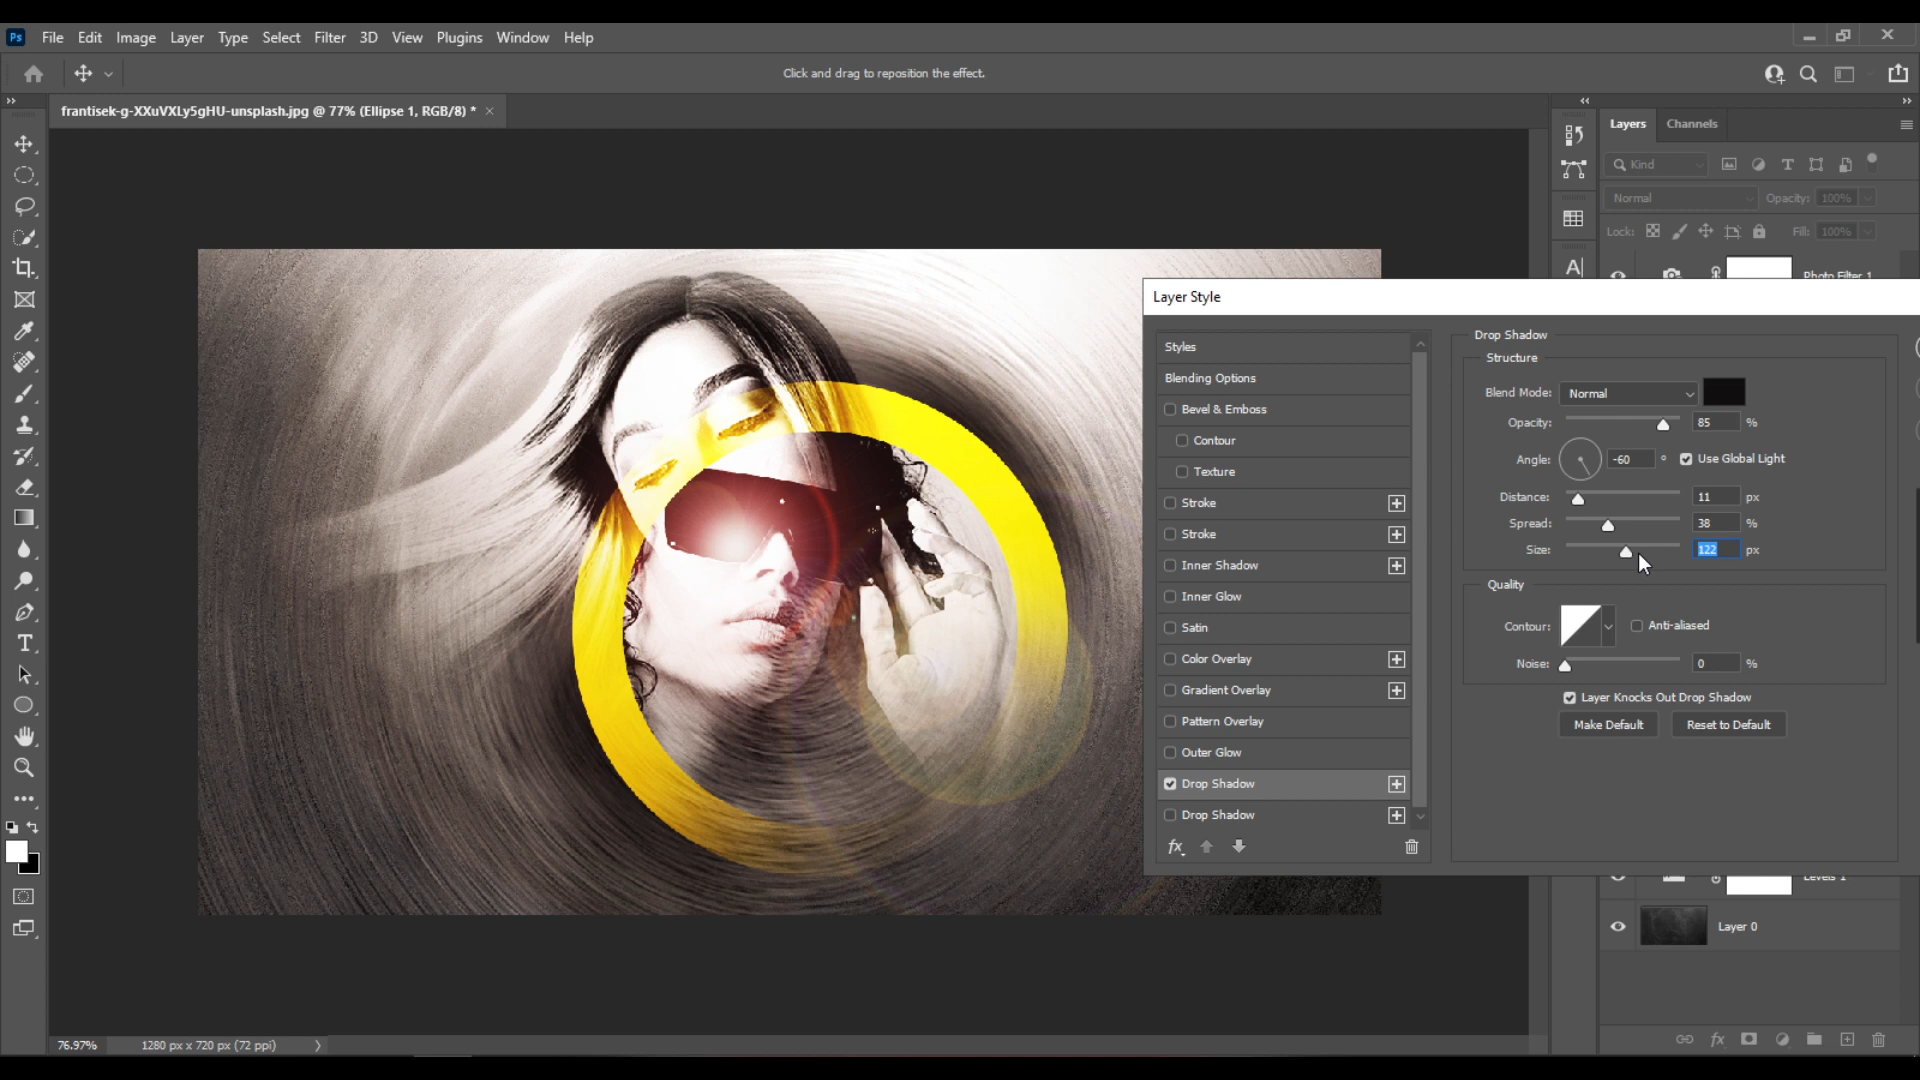 Ps File Edit Image Layer Type Select Filter 3D View Plugins Window Help
Click and drag to reposition the effect.
frantisek-g-XXuVXLy5gHU-unsplash.jpg @ 77% (Ellipse 1, RGB/8) *
Layers Channels
Kind
Normal Opacity: 100%
Lock: Fill: 100%
Photo Filter 1
Layer Style
Styles
Blending Options
Bevel & Emboss
Contour
Texture
Stroke
Stroke
Inner Shadow
Inner Glow
Satin
Color Overlay
Gradient Overlay
Pattern Overlay
Outer Glow
Drop Shadow
Drop Shadow
fx
Drop Shadow
Structure
Blend Mode: Normal
Opacity: 85 %
Angle: -60 ° Use Global Light
Distance: 11 px
Spread: 38 %
Size: 122 px
Quality
Contour: Anti-aliased
Noise: 0 %
Layer Knocks Out Drop Shadow
Make Default Reset to Default
Levels 1
Layer 0
fx
76.97% 1280 px x 720 px (72 ppi)